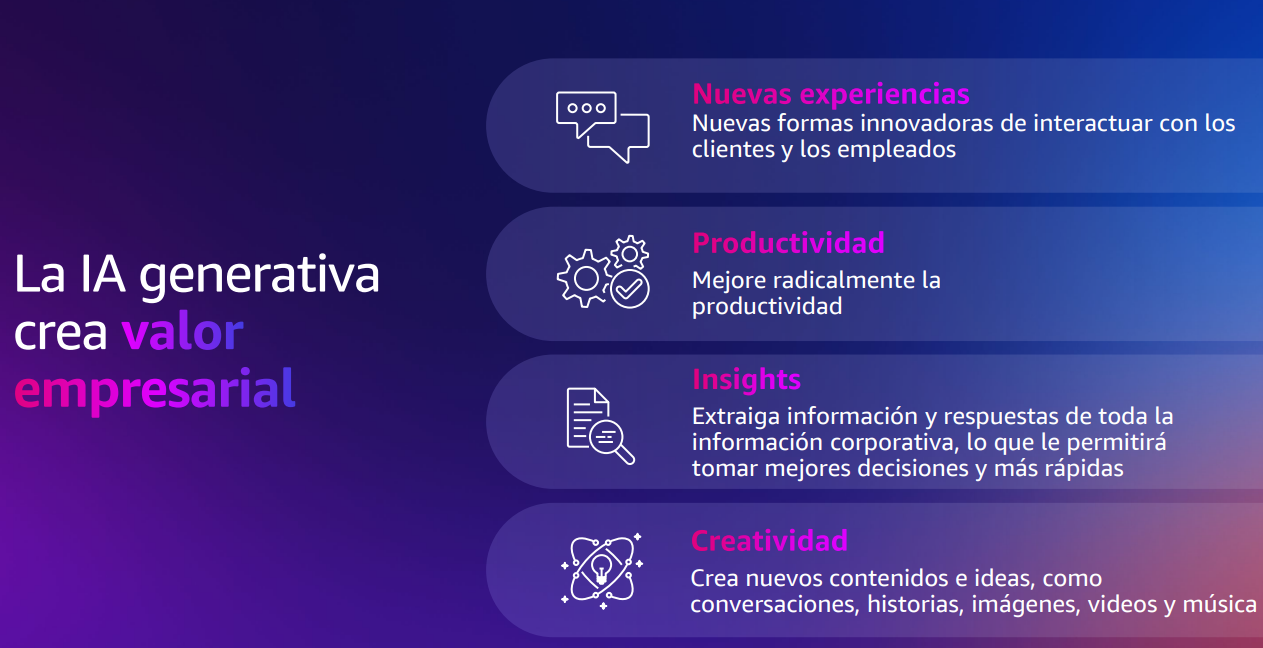 La IA generativa
crea valor
empresarial
Nuevas experiencias
Nuevas formas innovadoras de interactuar con los
clientes y los empleados
Productividad
Mejore radicalmente la
productividad
Insights
Extraiga información y respuestas de toda la
información corporativa, lo que le permitirá
tomar mejores decisiones y más rápidas
Creatividad
Crea nuevos contenidos e ideas, como
conversaciones, historias, imágenes, videos y música